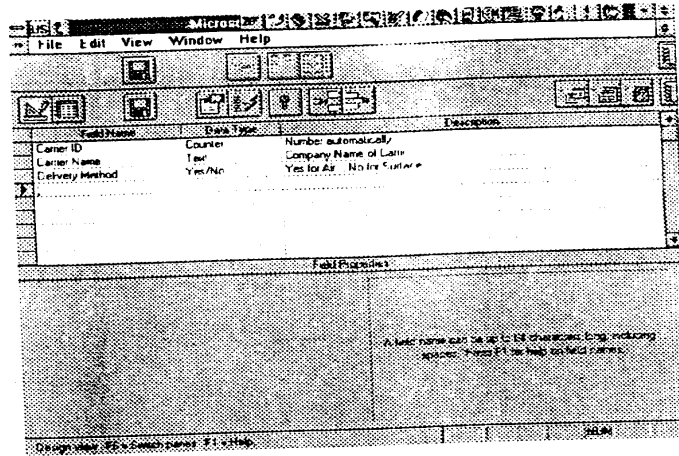 Micros
File Edit View Window Help
Field Name Data Type Description
Carrier ID Counter Number automatically
Carrier Name Text Company Name of Carrier
Delivery Method Yes/No Yes for Air No for Surface
Field Properties
A field name can be up to 64 characters long, including
spaces. Press F1 for help on field names.
Design view. F6 = Switch panes. F1 = Help.
NUM